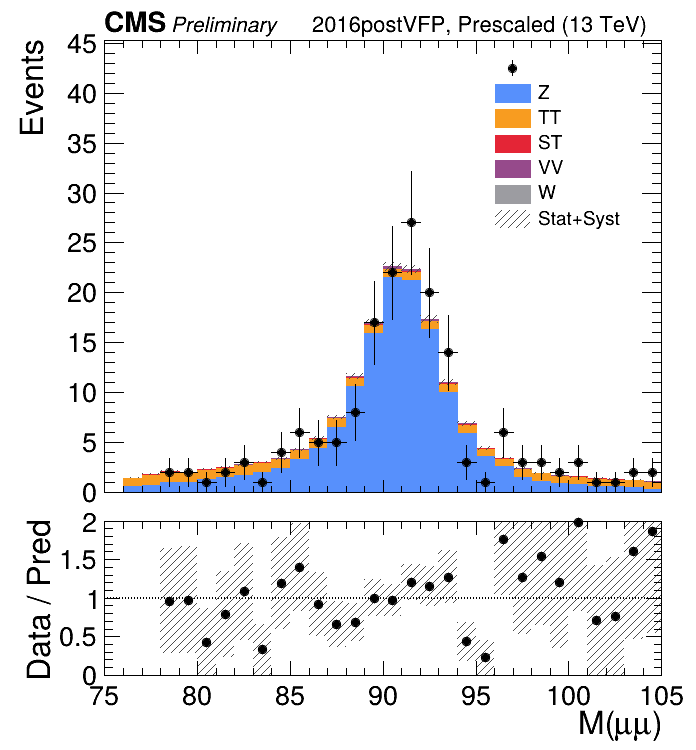 CMS Preliminary 2016postVFP, Prescaled (13 TeV)
Events
45
40
35
30
25
20
15
10
5
0
Z
TT
ST
VV
W
Stat+Syst
Data / Pred
2
1.5
1
0.5
0
75 80 85 90 95 100 105
M(μμ)